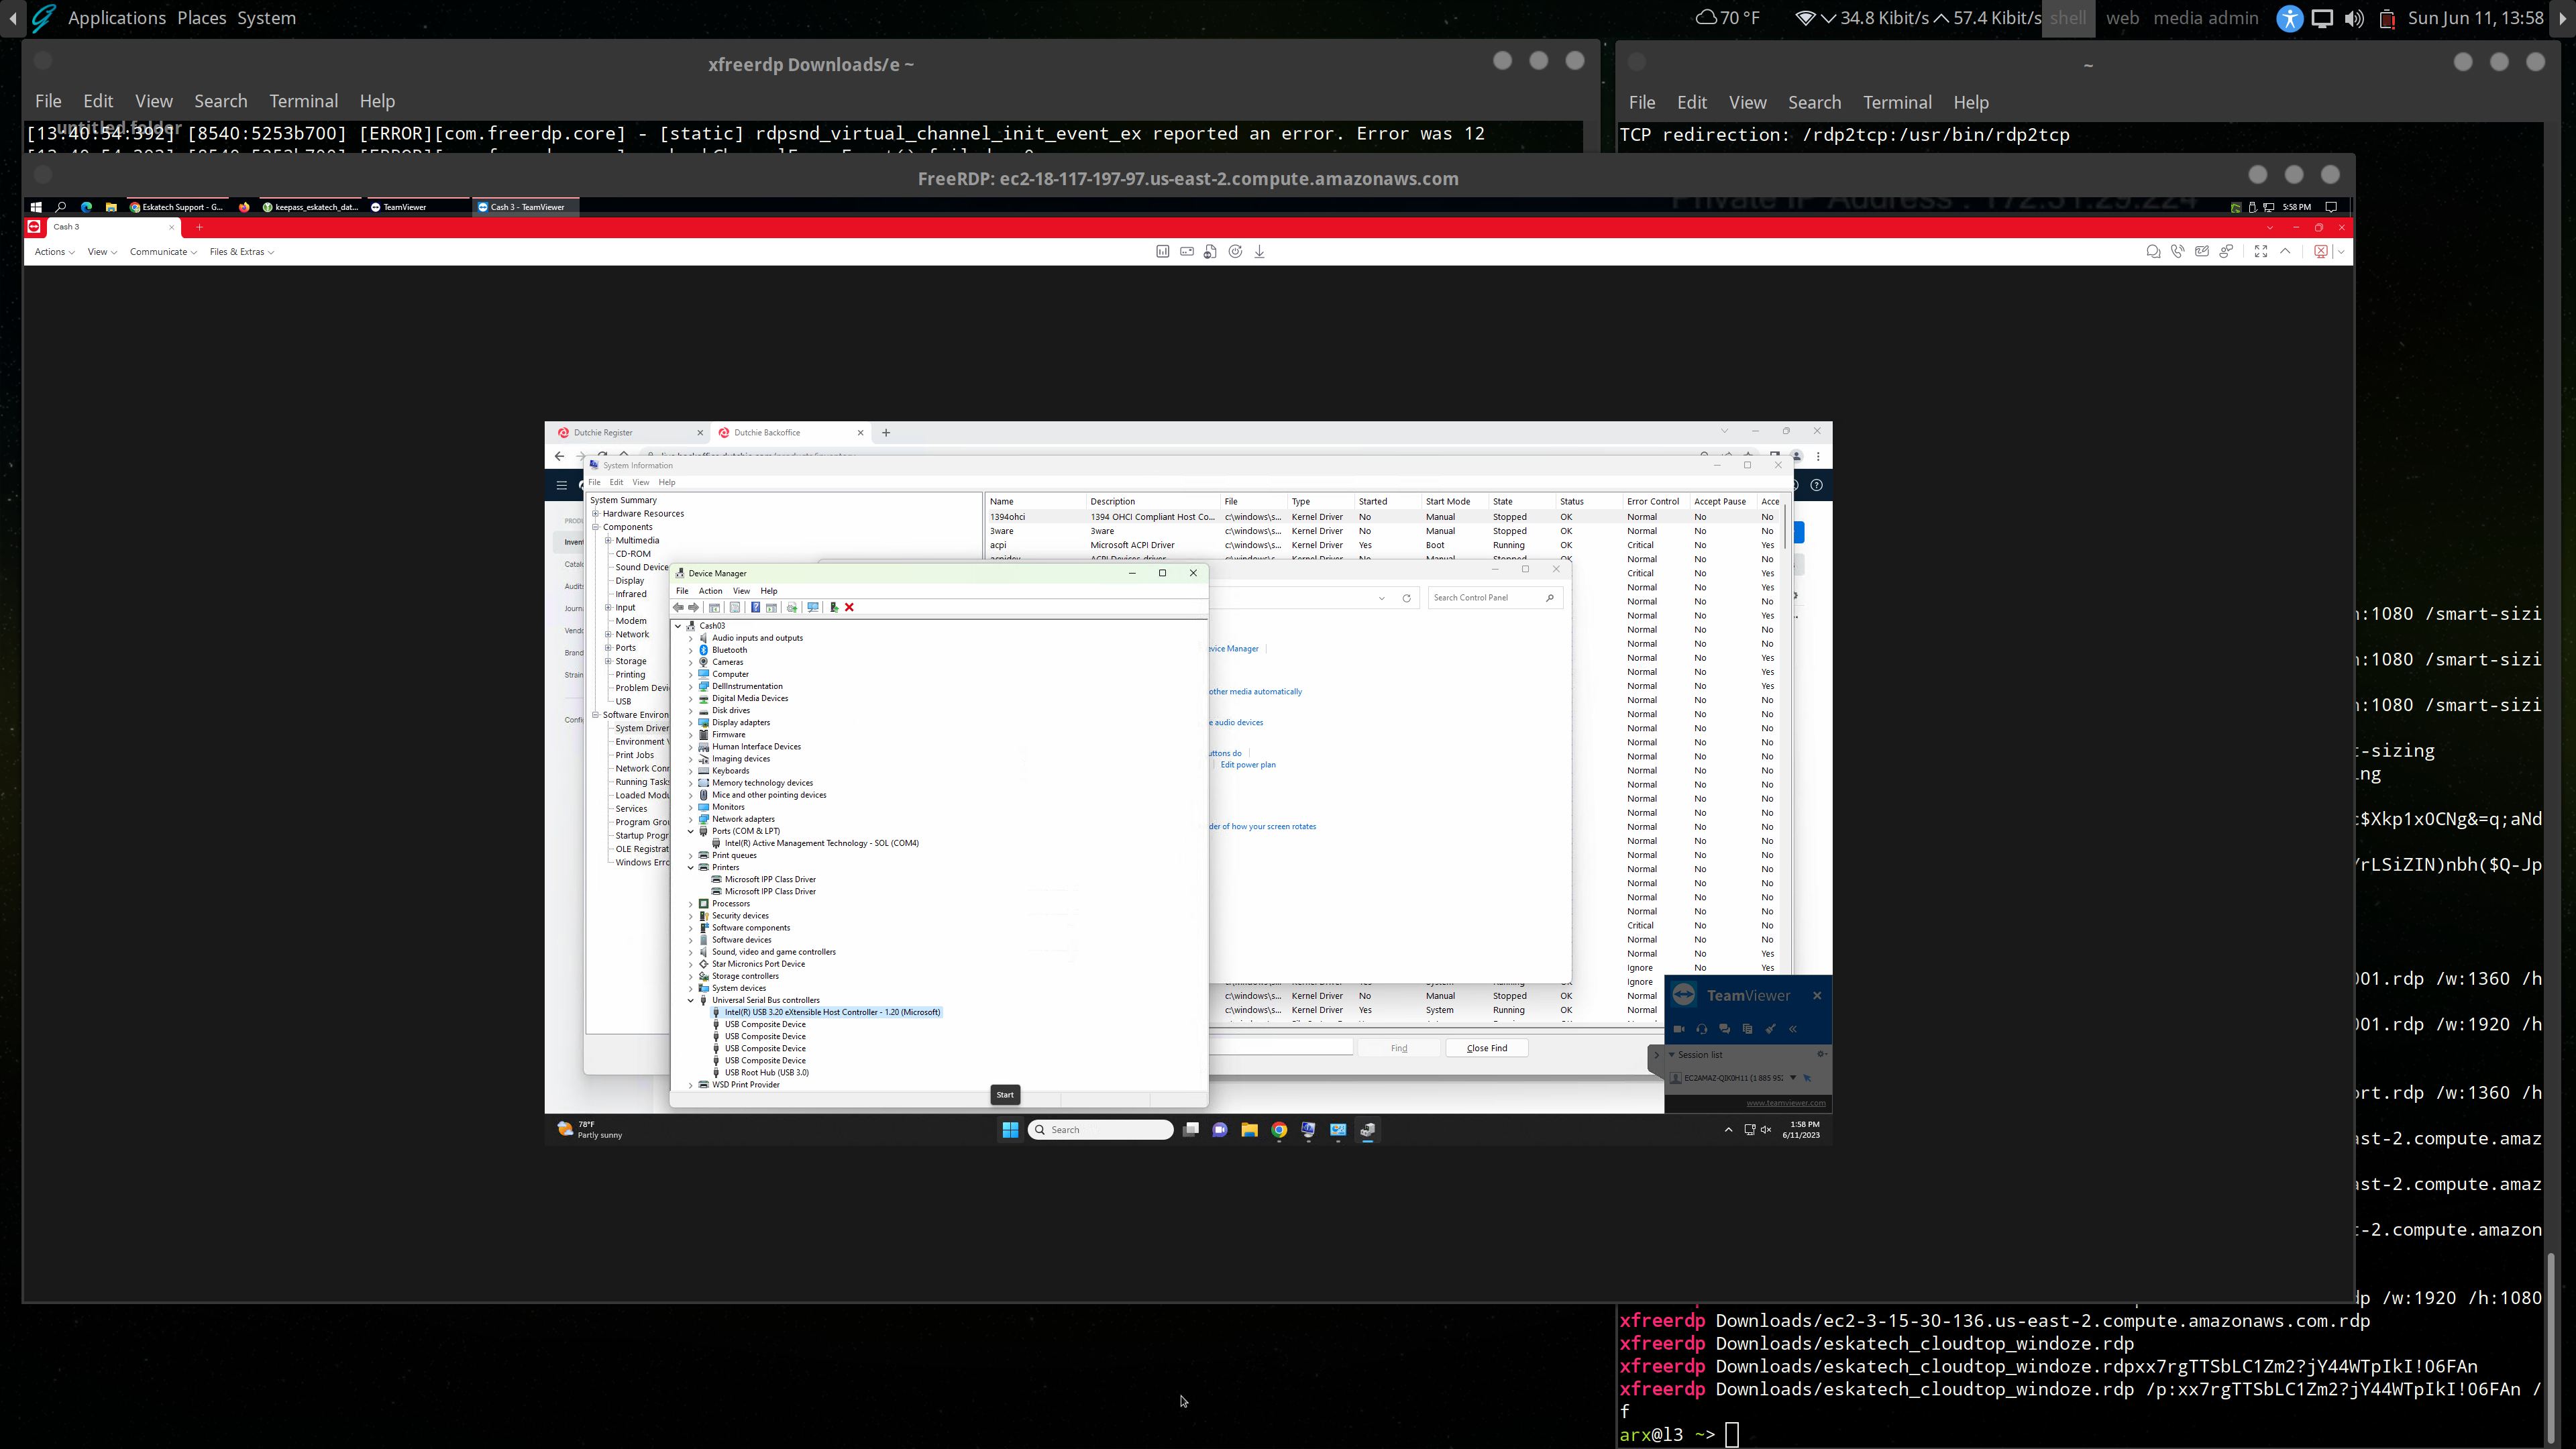 Applications Places System
70 °F 34.8 Kibit/s 57.4 Kibit/s shell web media admin Sun Jun 11, 13:58
xfreerdp Downloads/e ~
File Edit View Search Terminal Help
untitled folder
[13:40:54:392] [8540:5253b700] [ERROR][com.freerdp.core] - [static] rdpsnd_virtual_channel_init_event_ex reported an error. Error was 12
~
File Edit View Search Terminal Help
TCP redirection: /rdp2tcp:/usr/bin/rdp2tcp
FreeRDP: ec2-18-117-197-97.us-east-2.compute.amazonaws.com
Eskatech Support - G... keepass_eskatech_dat... TeamViewer Cash 3 - TeamViewer
5:58 PM
Cash 3
Actions View Communicate Files & Extras
Dutchie Register Dutchie Backoffice
System Information
File Edit View Help
System Summary
Hardware Resources
Components
Multimedia
CD-ROM
Sound Device
Display
Infrared
Input
Modem
Network
Ports
Storage
Printing
Problem Devi
USB
Software Environ
System Driver
Environment
Print Jobs
Network Conn
Running Tasks
Loaded Modu
Services
Program Grou
Startup Progr
OLE Registrat
Windows Erro
Name Description File Type Started Start Mode State Status Error Control Accept Pause Acce
1394ohci 1394 OHCI Compliant Host Co... c:\windows\s... Kernel Driver No Manual Stopped OK Normal No No
3ware 3ware c:\windows\s... Kernel Driver No Manual Stopped OK Normal No No
acpi Microsoft ACPI Driver c:\windows\s... Kernel Driver Yes Boot Running OK Critical No Yes
Device Manager
File Action View Help
Cash03
Audio inputs and outputs
Bluetooth
Cameras
Computer
DellInstrumentation
Digital Media Devices
Disk drives
Display adapters
Firmware
Human Interface Devices
Imaging devices
Keyboards
Memory technology devices
Mice and other pointing devices
Monitors
Network adapters
Ports (COM & LPT)
Intel(R) Active Management Technology - SOL (COM4)
Print queues
Printers
Microsoft IPP Class Driver
Microsoft IPP Class Driver
Processors
Security devices
Software components
Software devices
Sound, video and game controllers
Star Micronics Port Device
Storage controllers
System devices
Universal Serial Bus controllers
Intel(R) USB 3.20 eXtensible Host Controller - 1.20 (Microsoft)
USB Composite Device
USB Composite Device
USB Composite Device
USB Composite Device
USB Root Hub (USB 3.0)
WSD Print Provider
Search Control Panel
evice Manager
other media automatically
e audio devices
uttons do
Edit power plan
der of how your screen rotates
c:\windows\s... Kernel Driver No Manual Stopped OK Normal No No
c:\windows\s... Kernel Driver Yes System Running OK Normal No No
Find Close Find
TeamViewer
Session list
www.teamviewer.com
Start
78°F
Partly sunny
Search
1:58 PM
6/11/2023
:1080 /smart-sizi
:1080 /smart-sizi
:1080 /smart-sizi
t-sizing
ng
$Xkp1x0CNg&=q;aNd
/rLSiZIN)nbh($Q-Jp
01.rdp /w:1360 /h
01.rdp /w:1920 /h
rt.rdp /w:1360 /h
st-2.compute.amaz
st-2.compute.amaz
t-2.compute.amazon
dp /w:1920 /h:1080
xfreerdp Downloads/ec2-3-15-30-136.us-east-2.compute.amazonaws.com.rdp
xfreerdp Downloads/eskatech_cloudtop_windoze.rdp
xfreerdp Downloads/eskatech_cloudtop_windoze.rdpxx7rgTTSbLC1Zm2?jY44WTpIkI!06FAn
xfreerdp Downloads/eskatech_cloudtop_windoze.rdp /p:xx7rgTTSbLC1Zm2?jY44WTpIkI!06FAn /
f
arx@l3 ~>